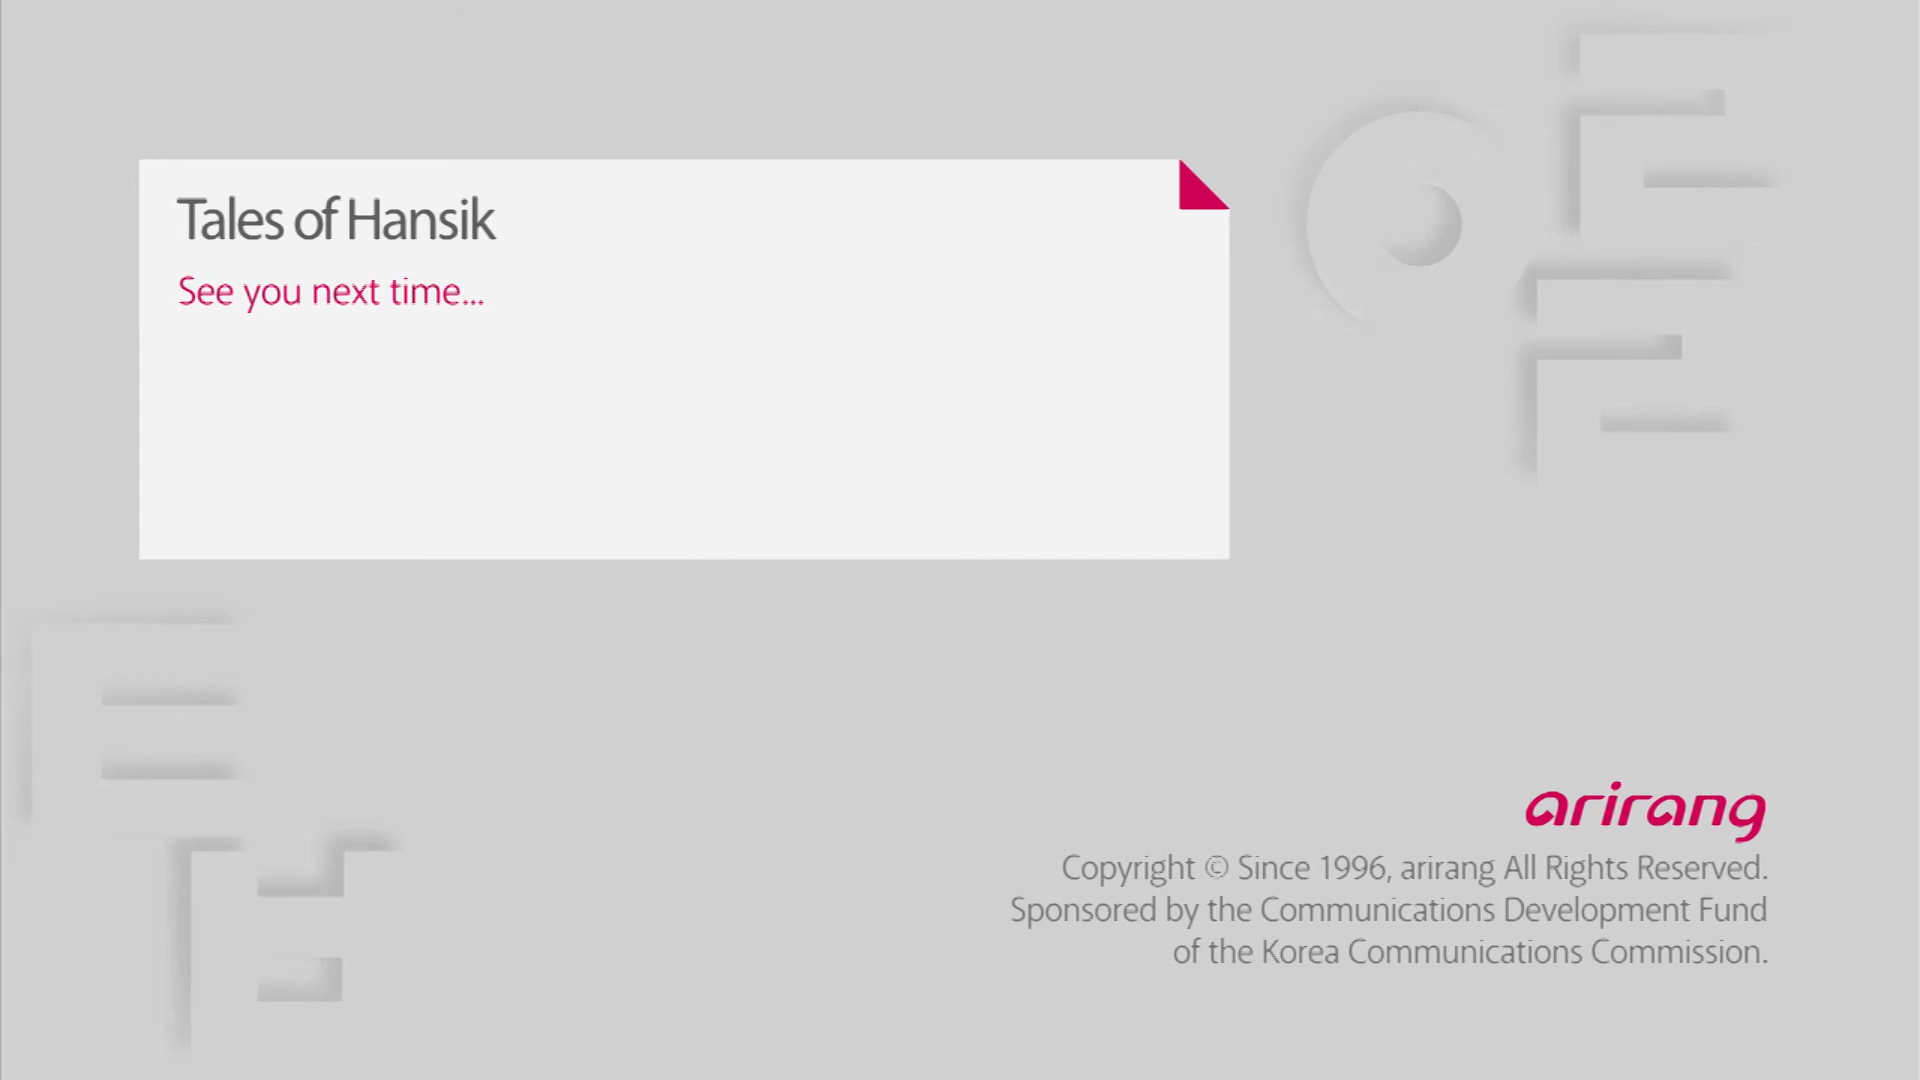 Tales of Hansik
See you next time...
arirang
Copyright © Since 1996, arirang All Rights Reserved.
Sponsored by the Communications Development Fund
of the Korea Communications Commission.